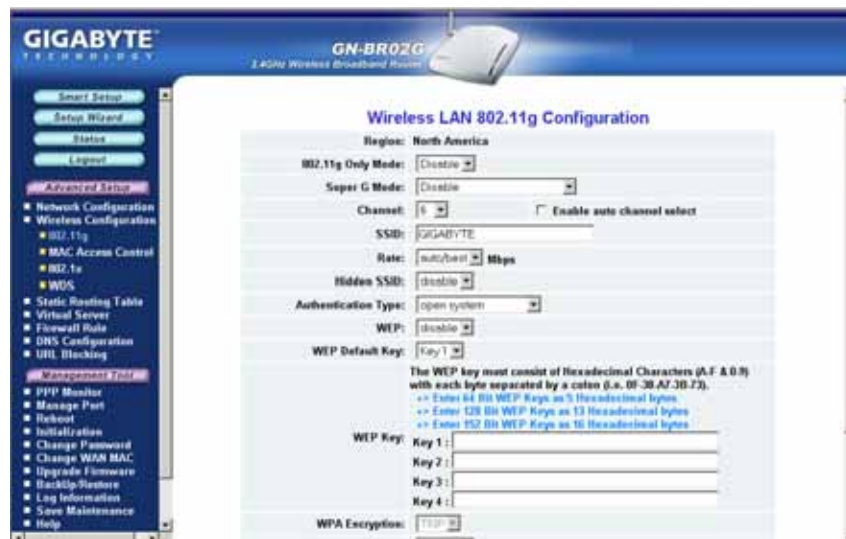 GIGABYTE
TECHNOLOGY
GN-BR02G
2.4GHz Wireless Broadband Router
Smart Setup
Setup Wizard
Status
Logout
Advanced Setup
Network Configuration
Wireless Configuration
802.11g
MAC Access Control
802.1x
WDS
Static Routing Table
Virtual Server
Firewall Rule
DNS Configuration
URL Blocking
Management Tool
PPP Monitor
Manage Port
Reboot
Initialization
Change Password
Change WAN MAC
Upgrade Firmware
BackUp/Restore
Log Information
Save Maintenance
Help
Wireless LAN 802.11g Configuration
Region: North America
802.11g Only Mode: Disable
Super G Mode: Disable
Channel: 6 Enable auto channel select
SSID: GIGABYTE
Rate: auto/best Mbps
Hidden SSID: disable
Authentication Type: open system
WEP: disable
WEP Default Key: Key 1
The WEP key must consist of Hexadecimal Characters (A-F & 0-9)
with each byte separated by a colon (i.e. 0F-3B-A7-3D-73).
=> Enter 64 Bit WEP Keys as 5 Hexadecimal bytes
=> Enter 128 Bit WEP Keys as 13 Hexadecimal bytes
=> Enter 152 Bit WEP Keys as 16 Hexadecimal bytes
WEP Key: Key 1 :
Key 2 :
Key 3 :
Key 4 :
WPA Encryption: TKIP